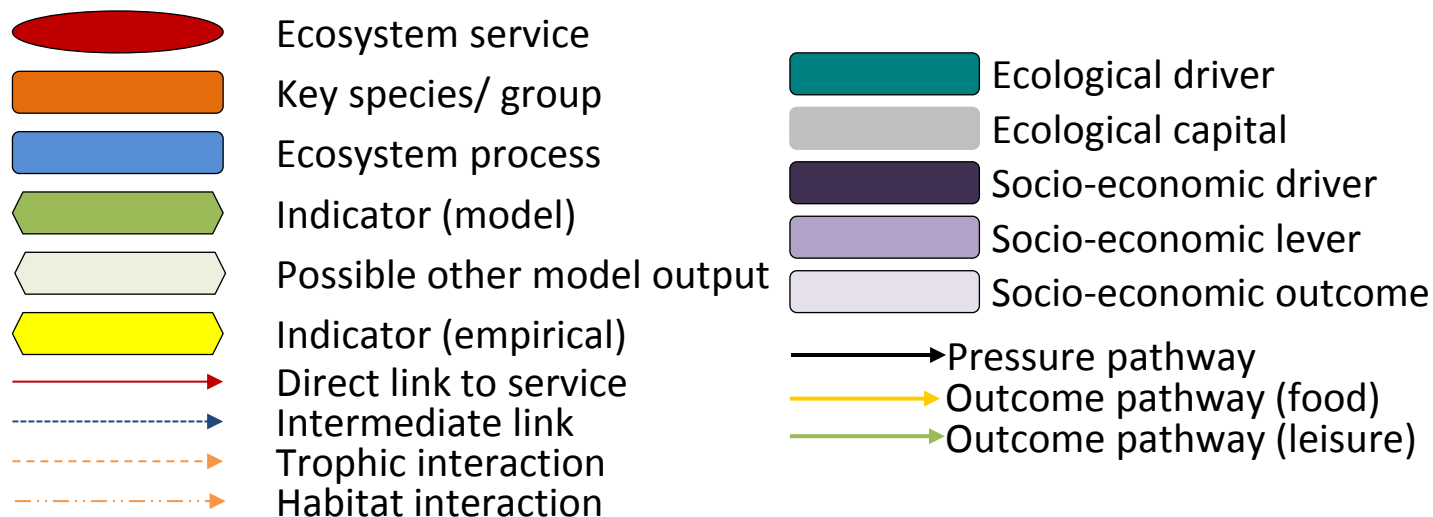 Ecosystem service
Key species/ group
Ecosystem process
Indicator (model)
Possible other model output
Indicator (empirical)
Direct link to service
Intermediate link
Trophic interaction
Habitat interaction
Ecological driver
Ecological capital
Socio-economic driver
Socio-economic lever
Socio-economic outcome
Pressure pathway
Outcome pathway (food)
Outcome pathway (leisure)